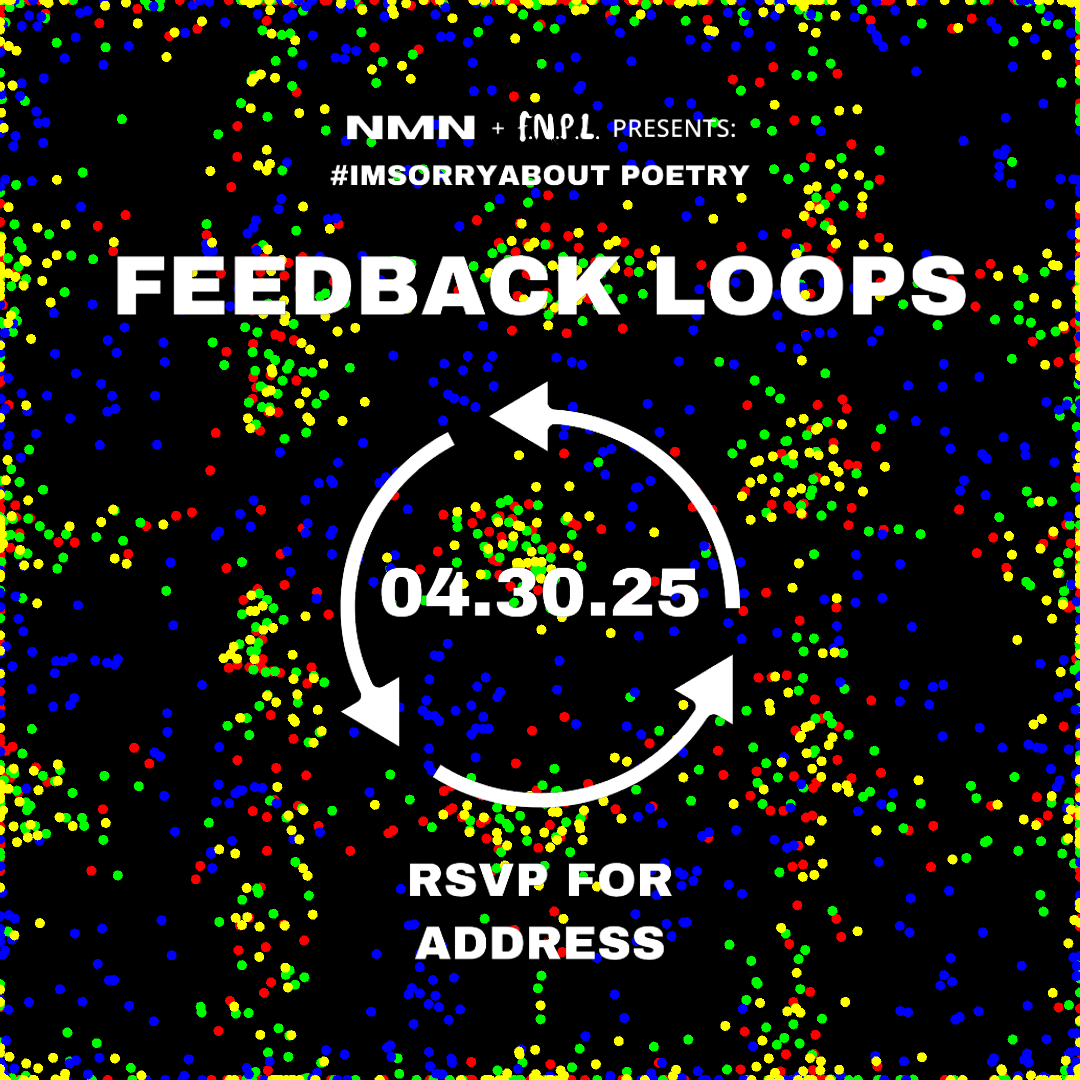 NMN + F.N.P.L. PRESENTS:
#IMSORRYABOUT POETRY
FEEDBACK LOOPS
04.30.25
RSVP FOR
ADDRESS